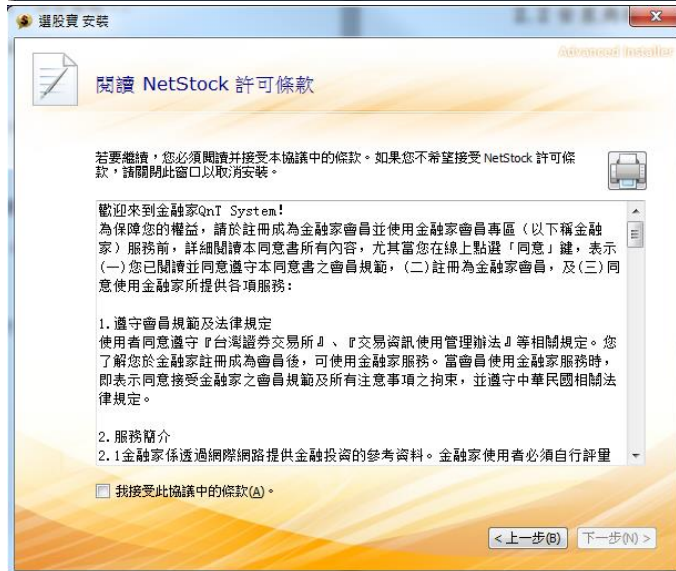 選股寶 安裝
Advanced Installer
閱讀 NetStock 許可條款
若要繼續，您必須閱讀并接受本協議中的條款。如果您不希望接受 NetStock 許可條
款，請關閉此窗口以取消安裝。
歡迎來到金融家QnT System!
為保障您的權益，請於註冊成為金融家會員並使用金融家會員專區（以下稱金融
家）服務前，詳細閱讀本同意書所有內容，尤其當您在線上點選「同意」鍵，表示
(一)您已閱讀並同意遵守本同意書之會員規範，(二)註冊為金融家會員，及(三)同
意使用金融家所提供各項服務:
1.遵守會員規範及法律規定
使用者同意遵守『台灣證券交易所』、『交易資訊使用管理辦法』等相關規定。您
了解您於金融家註冊成為會員後，可使用金融家服務。當會員使用金融家服務時，
即表示同意接受金融家之會員規範及所有注意事項之拘束，並遵守中華民國相關法
律規定。
2.服務簡介
2.1金融家係透過網際網路提供金融投資的參考資料。金融家使用者必須自行評量
我接受此協議中的條款(A)。
< 上一步(B)
下一步(N) >